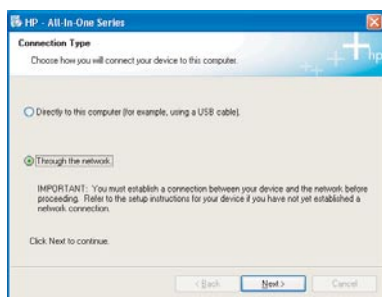 HP - All-In-One Series
Connection Type
Choose how you will connect your device to this computer.
hp
Directly to this computer (for example, using a USB cable).
Through the network.
IMPORTANT: You must establish a connection between your device and the network before
proceeding. Refer to the setup instructions for your device if you have not yet established a
network connection.
Click Next to continue.
< Back Next > Cancel